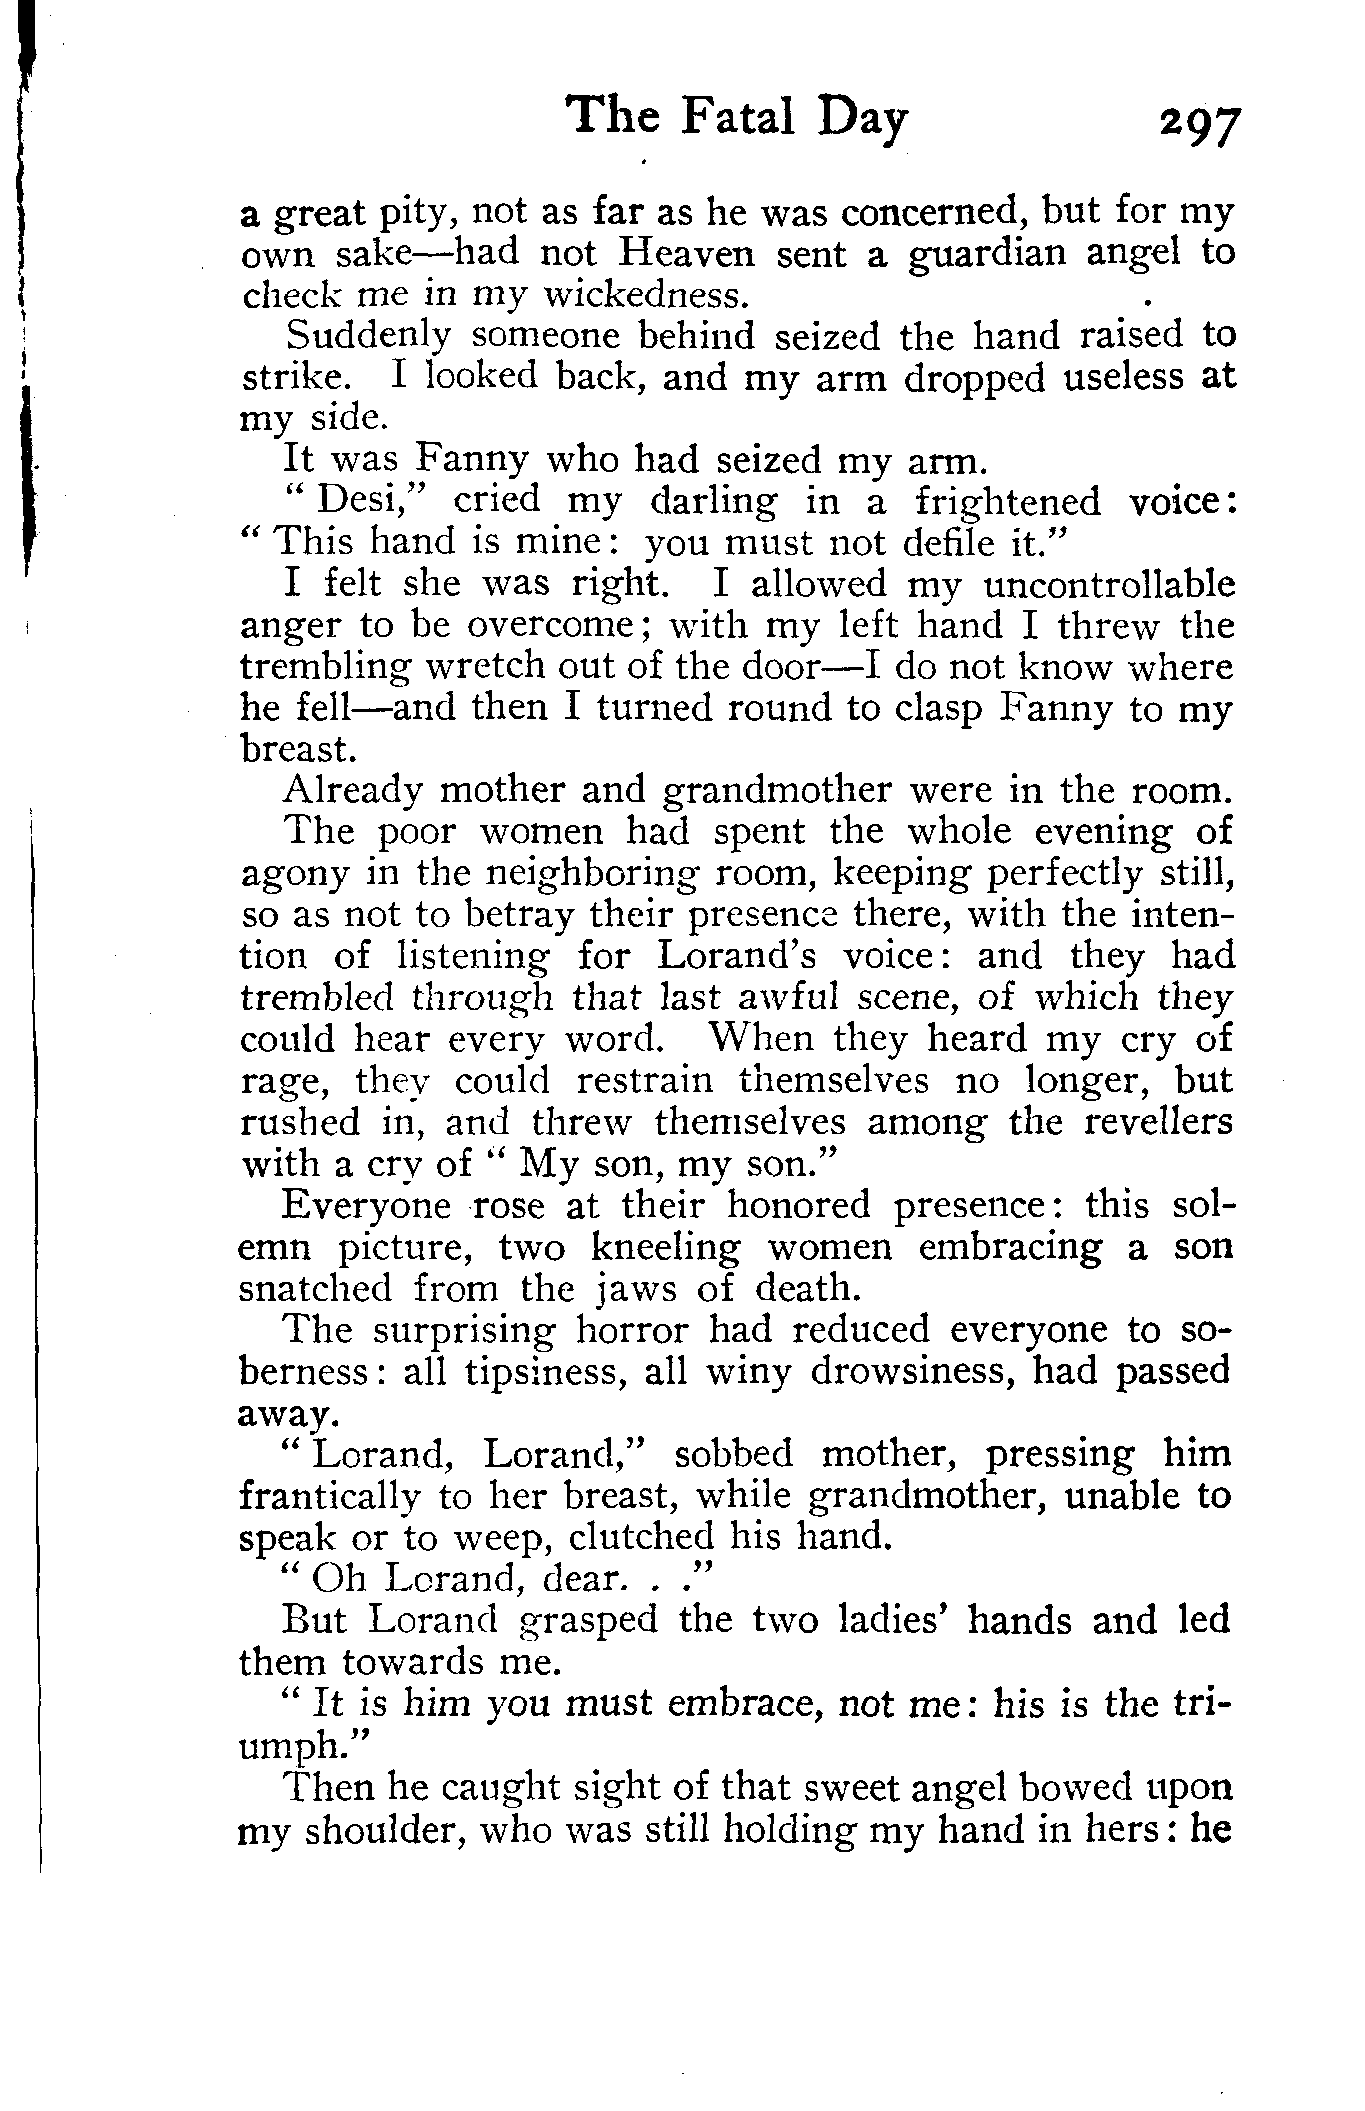 The Fatal Day 297
a great pity, not as far as he was concerned, but for my
own sake—had not Heaven sent a guardian angel to
check me in my wickedness.
Suddenly someone behind seized the hand raised to
strike. I looked back, and my arm dropped useless at
my side.
It was Fanny who had seized my arm.
“ Desi,” cried my darling in a frightened voice:
“ This hand is mine: you must not defile it.”
I felt she was right. I allowed my uncontrollable
anger to be overcome; with my left hand I threw the
trembling wretch out of the door—I do not know where
he fell—and then I turned round to clasp Fanny to my
breast.
Already mother and grandmother were in the room.
The poor women had spent the whole evening of
agony in the neighboring room, keeping perfectly still,
so as not to betray their presence there, with the inten-
tion of listening for Lorand’s voice: and they had
trembled through that last awful scene, of which they
could hear every word. When they heard my cry of
rage, they could restrain themselves no longer, but
rushed in, and threw themselves among the revellers
with a cry of “ My son, my son.”
Everyone rose at their honored presence: this sol-
emn picture, two kneeling women embracing a son
snatched from the jaws of death.
The surprising horror had reduced everyone to so-
berness: all tipsiness, all winy drowsiness, had passed
away.
“ Lorand, Lorand,” sobbed mother, pressing him
frantically to her breast, while grandmother, unable to
speak or to weep, clutched his hand.
“ Oh Lorand, dear. . .”
But Lorand grasped the two ladies’ hands and led
them towards me.
“ It is him you must embrace, not me: his is the tri-
umph.”
Then he caught sight of that sweet angel bowed upon
my shoulder, who was still holding my hand in hers: he